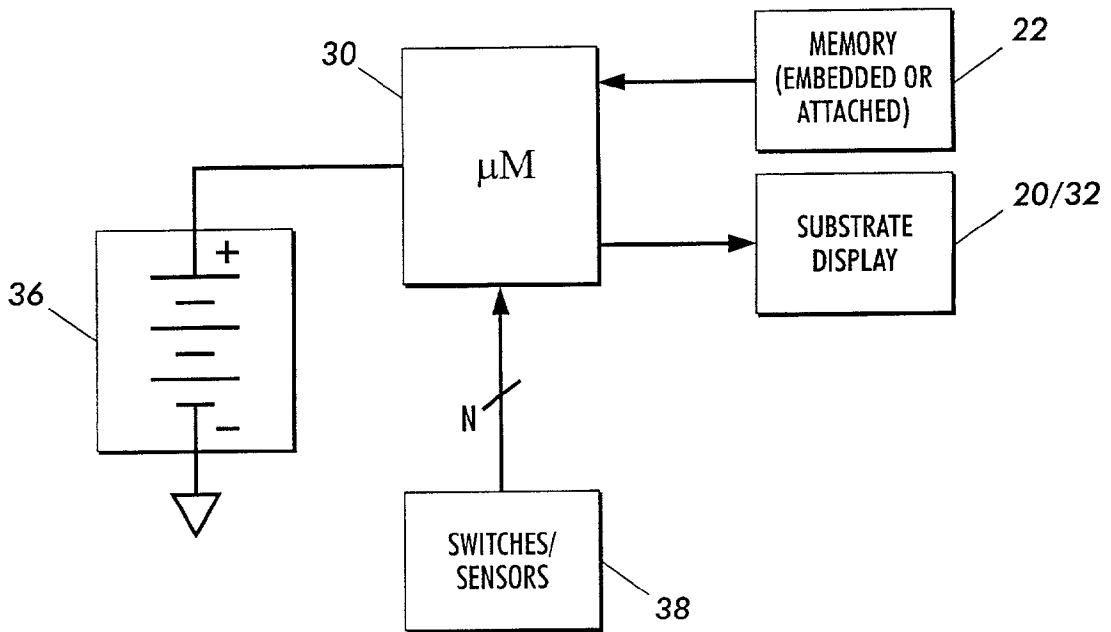 30
MEMORY
(EMBEDDED OR
ATTACHED)
22
μM
SUBSTRATE
DISPLAY
20/32
+
36
–
N
SWITCHES/
SENSORS
38